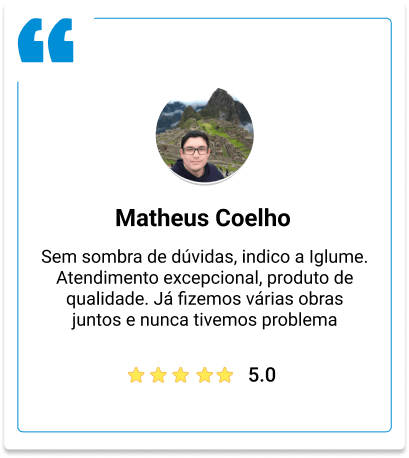 Matheus Coelho
Sem sombra de dúvidas, indico a Iglume.
Atendimento excepcional, produto de
qualidade. Já fizemos várias obras
juntos e nunca tivemos problema
5.0